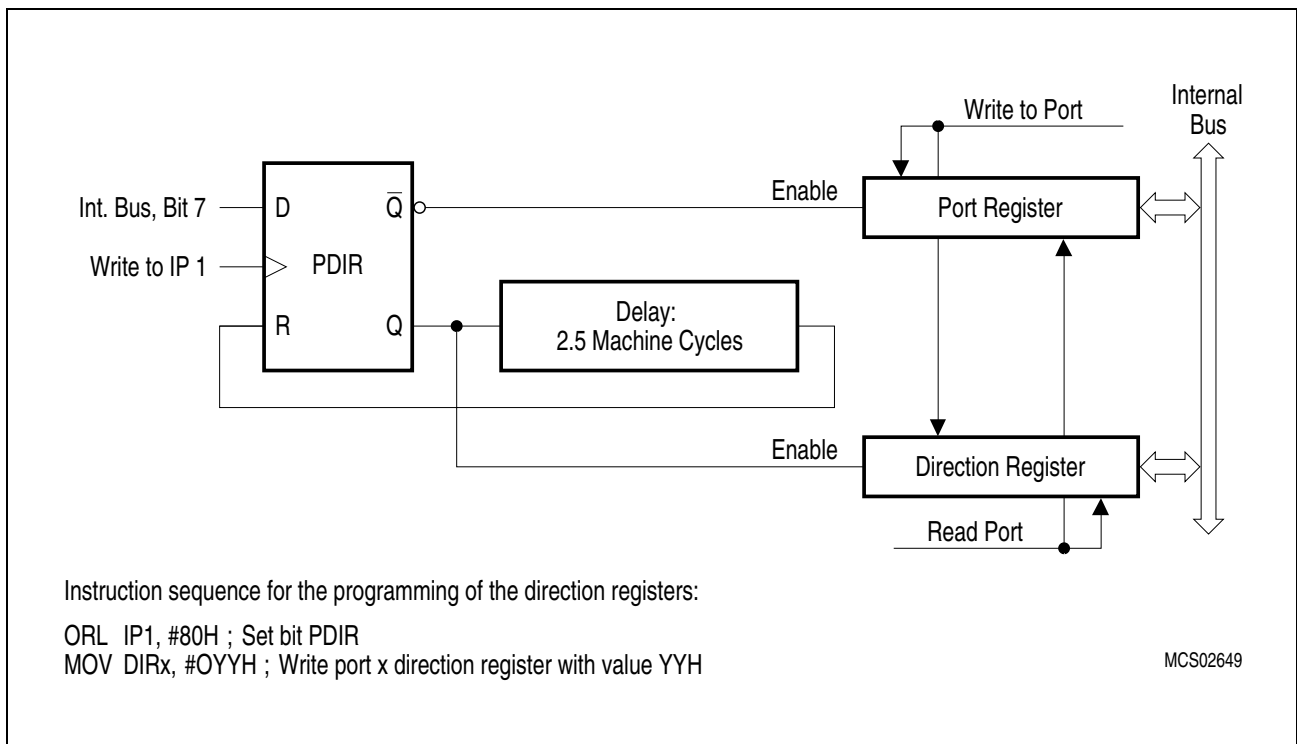 Write to Port
Internal
Bus
Int. Bus, Bit 7
D
Q
Enable
Port Register
Write to IP 1
PDIR
R
Q
Delay:
2.5 Machine Cycles
Enable
Direction Register
Read Port
Instruction sequence for the programming of the direction registers:
ORL IP1, #80H ; Set bit PDIR
MOV DIRx, #OYYH ; Write port x direction register with value YYH
MCS02649